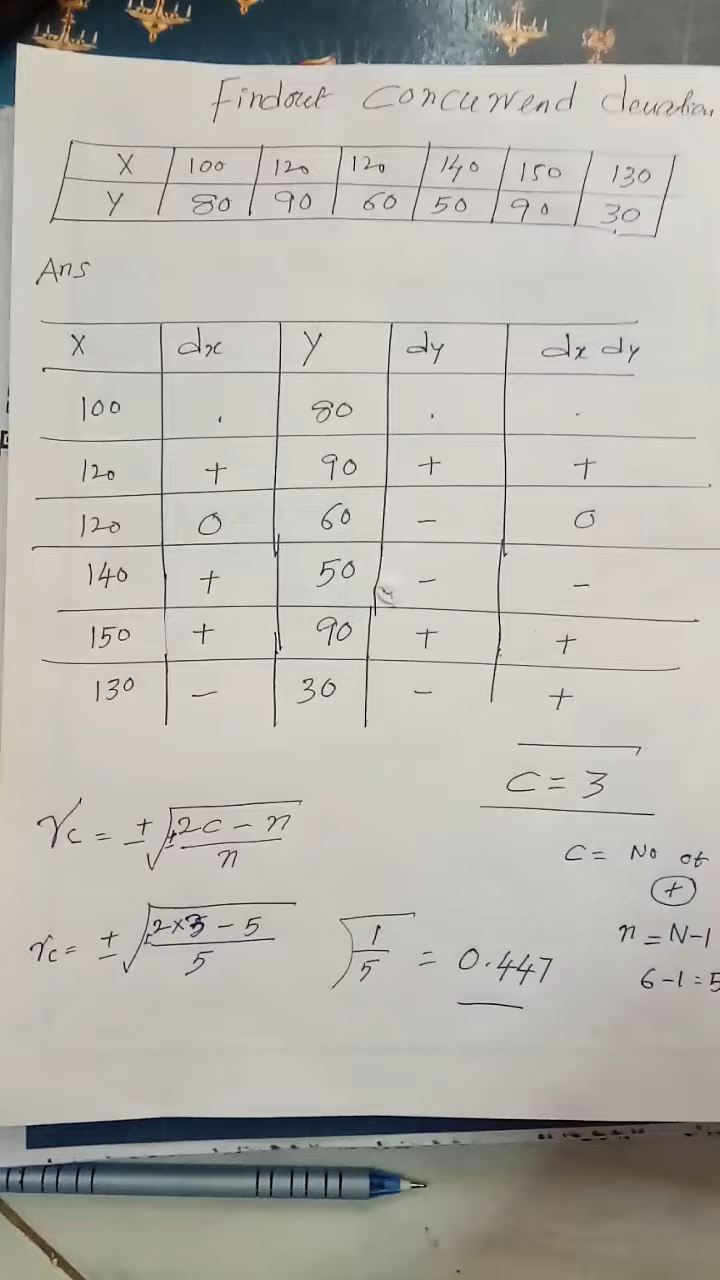 Findout Concurrend deviation
X 100 120 120 140 150 130
Y 80 90 60 50 90 30
Ans
X dx Y dy dx dy
100 . 80 . .
120 + 90 + +
120 0 60 - 0
140 + 50 - -
150 + 90 + +
130 - 30 - +
C = 3
rc = ± √± 2c - n / n
C = No of
+
rc = ± √± 2×3 - 5 / 5 √1/5 = 0.447
n = N-1
6-1=5